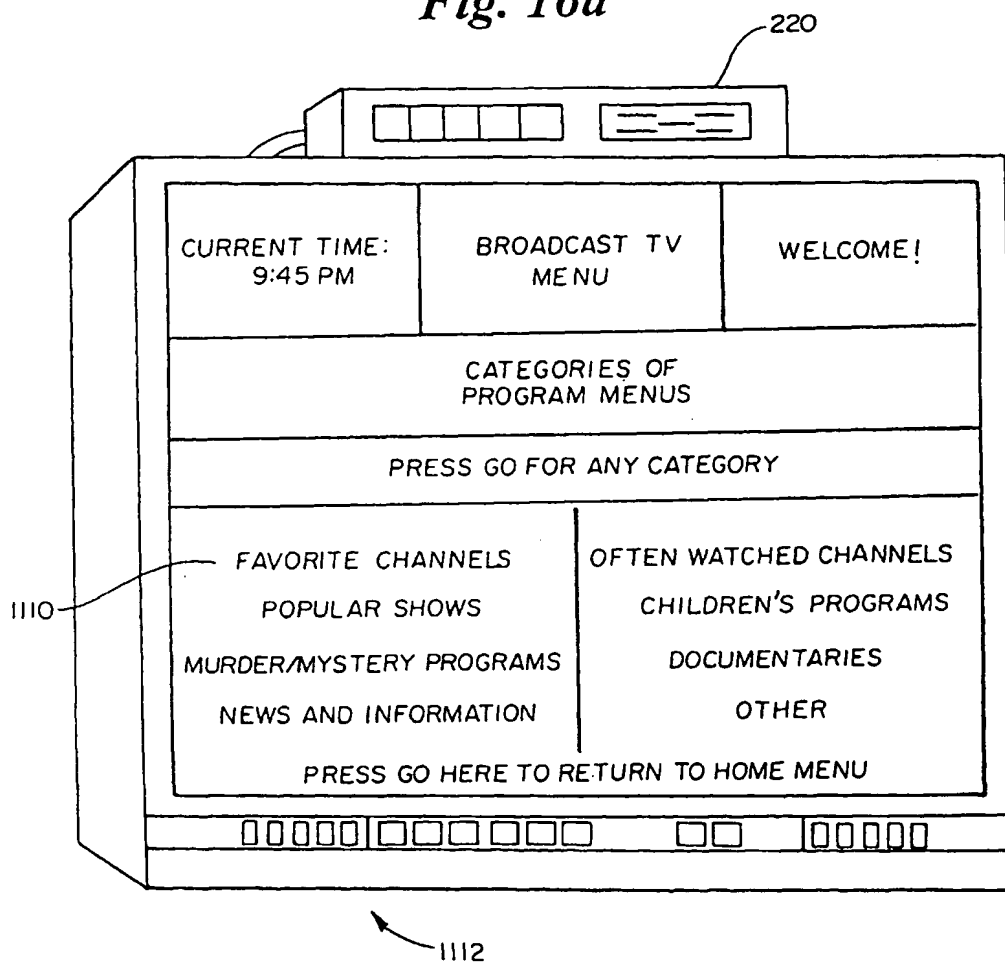 Fig. 16a
220
CURRENT TIME:
9:45 PM
BROADCAST TV
MENU
WELCOME!
CATEGORIES OF
PROGRAM MENUS
PRESS GO FOR ANY CATEGORY
FAVORITE CHANNELS
POPULAR SHOWS
MURDER/MYSTERY PROGRAMS
NEWS AND INFORMATION
OFTEN WATCHED CHANNELS
CHILDREN'S PROGRAMS
DOCUMENTARIES
OTHER
PRESS GO HERE TO RETURN TO HOME MENU
1110
1112